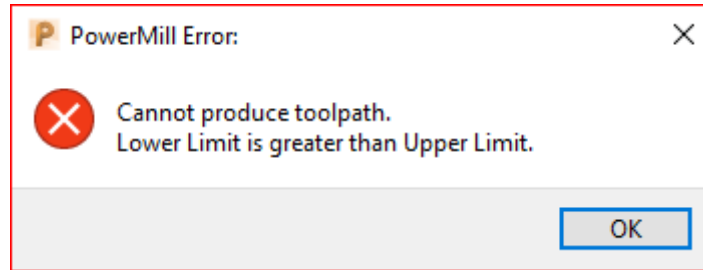 PowerMill Error:
Cannot produce toolpath.
Lower Limit is greater than Upper Limit.
OK